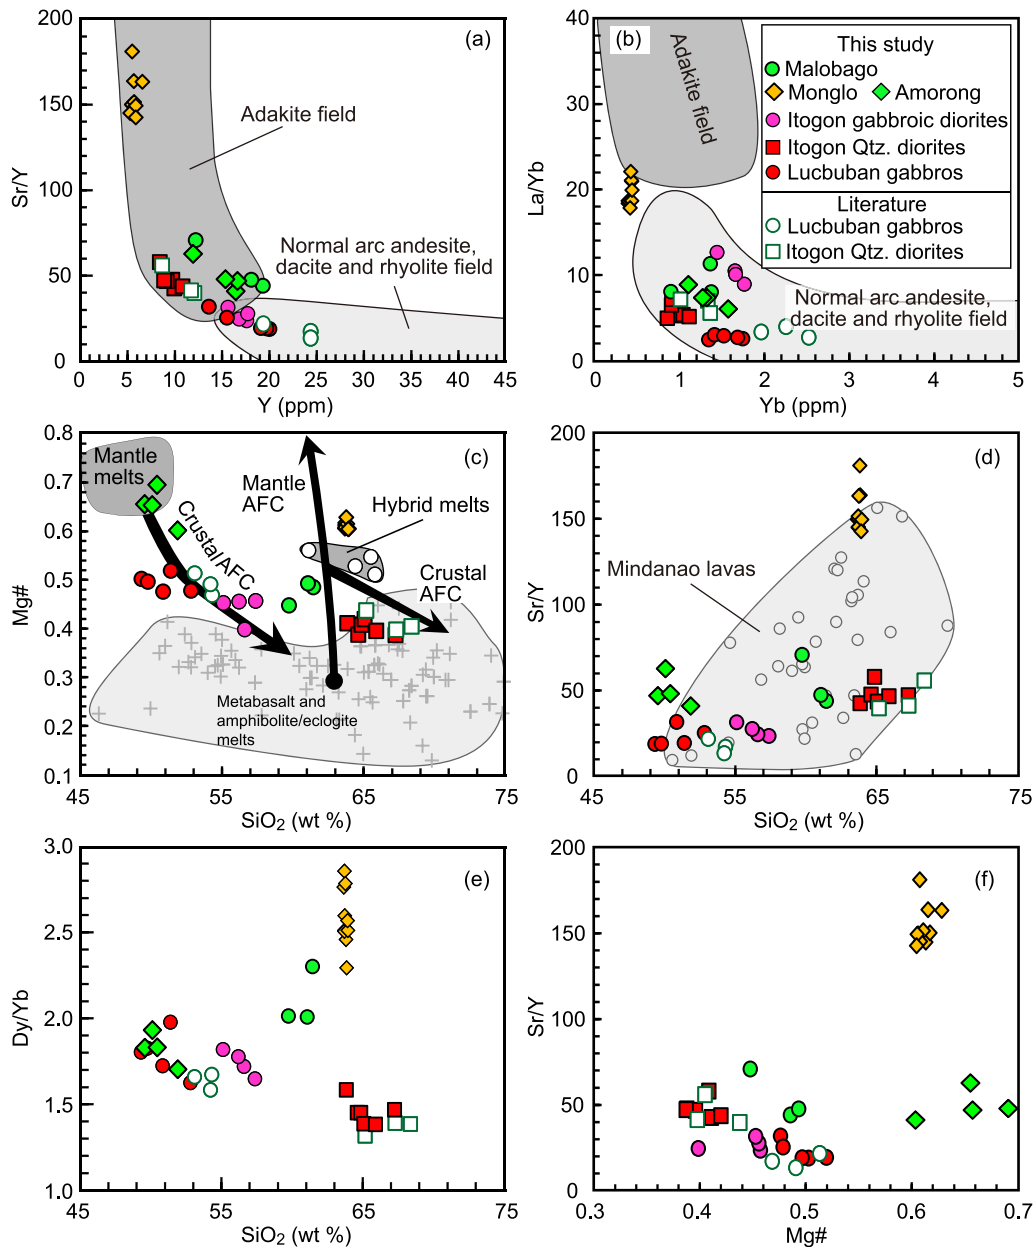 200
150
100
50
0
Sr/Y
(a)
Adakite field
Normal arc andesite,
dacite and rhyolite field
0 5 10 15 20 25 30 35 40 45
Y (ppm)
40
30
20
10
0
La/Yb
(b)
Adakite field
This study
Malobago
Monglo Amorong
Itogon gabbroic diorites
Itogon Qtz. diorites
Lucbuban gabbros
Literature
Lucbuban gabbros
Itogon Qtz. diorites
Normal arc andesite,
dacite and rhyolite field
0 1 2 3 4 5
Yb (ppm)
0.8
0.7
0.6
0.5
0.4
0.3
0.2
0.1
Mg#
(c)
Mantle
melts
Mantle
AFC
Crustal/AFC
Hybrid melts
Crustal
AFC
Metabasalt and
amphibolite/eclogite
melts
45 55 65 75
SiO₂ (wt %)
200
150
100
50
0
Sr/Y
(d)
Mindanao lavas
45 55 65 75
SiO₂ (wt %)
3.0
2.5
2.0
1.5
1.0
Dy/Yb
(e)
45 55 65 75
SiO₂ (wt %)
200
150
100
50
0
Sr/Y
(f)
0.3 0.4 0.5 0.6 0.7
Mg#